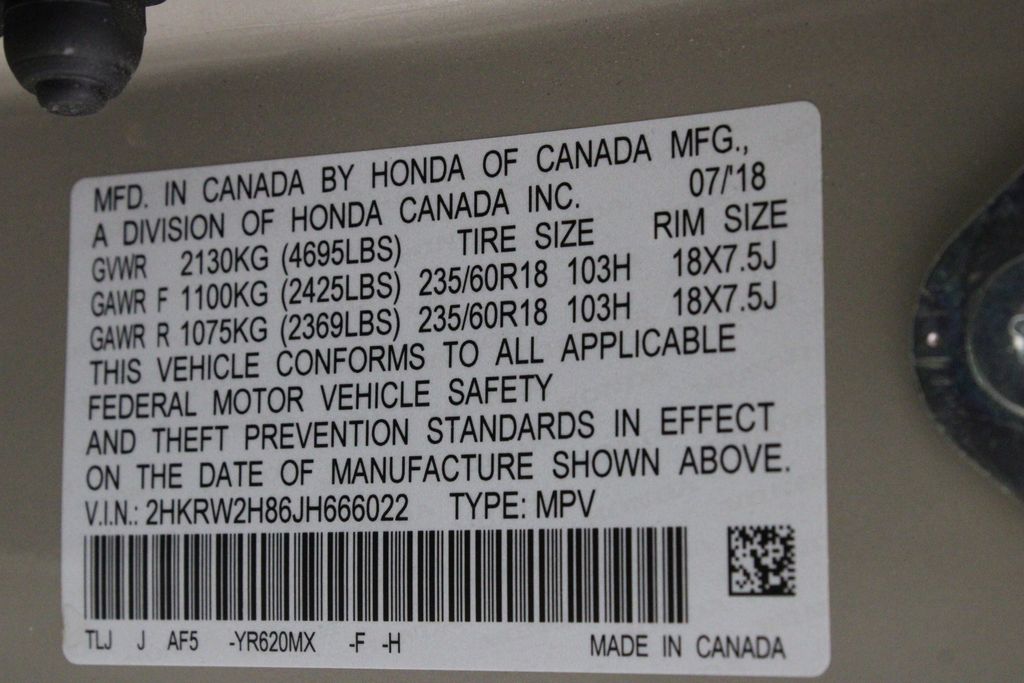 MFD. IN CANADA BY HONDA OF CANADA MFG.,
A DIVISION OF HONDA CANADA INC. 07/'18
GVWR 2130KG (4695LBS) TIRE SIZE RIM SIZE
GAWR F 1100KG (2425LBS) 235/60R18 103H 18X7.5J
GAWR R 1075KG (2369LBS) 235/60R18 103H 18X7.5J
THIS VEHICLE CONFORMS TO ALL APPLICABLE
FEDERAL MOTOR VEHICLE SAFETY
AND THEFT PREVENTION STANDARDS IN EFFECT
ON THE DATE OF MANUFACTURE SHOWN ABOVE.
V.I.N.: 2HKRW2H86JH666022 TYPE: MPV
TLJ J AF5 -YR620MX -F -H MADE IN CANADA